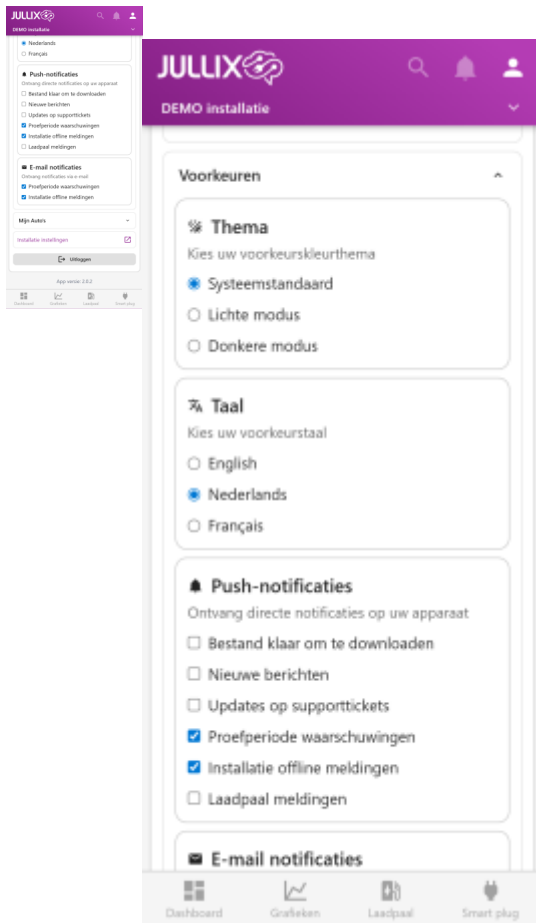 JULLIX
DEMO installatie
Nederlands
Français
Push-notificaties
Ontvang directe notificaties op uw apparaat
Bestand klaar om te downloaden
Nieuwe berichten
Updates op supporttickets
Proefperiode waarschuwingen
Installatie offline meldingen
Laadpaal meldingen
E-mail notificaties
Ontvang notificaties via e-mail
Proefperiode waarschuwingen
Installatie offline meldingen
Mijn Auto's
Installatie instellingen
Uitloggen
App versie: 2.0.2
Dashboard Grafieken Laadpaal Smart plug
JULLIX
DEMO installatie
Voorkeuren
Thema
Kies uw voorkeurskleurthema
Systeemstandaard
Lichte modus
Donkere modus
Taal
Kies uw voorkeurstaal
English
Nederlands
Français
Push-notificaties
Ontvang directe notificaties op uw apparaat
Bestand klaar om te downloaden
Nieuwe berichten
Updates op supporttickets
Proefperiode waarschuwingen
Installatie offline meldingen
Laadpaal meldingen
E-mail notificaties
Dashboard Grafieken Laadpaal Smart plug